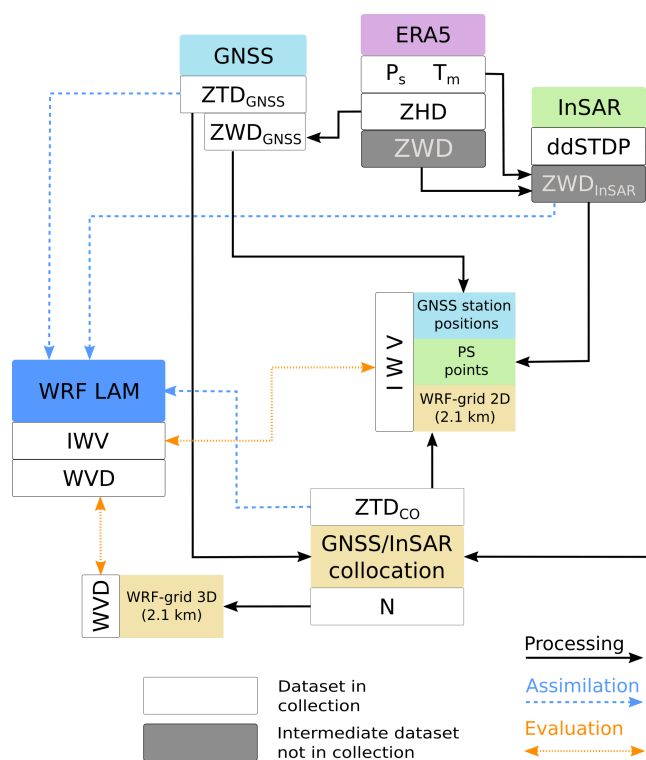 ERA5
GNSS
Ps Tm
InSAR
ZTDGNSS
ZHD
ZWDGNSS
ZWD
ddSTDP
ZWDInSAR
IWV
GNSS station
positions
PS
points
WRF-grid 2D
(2.1 km)
WRF LAM
IWV
WVD
ZTDCO
GNSS/InSAR
collocation
N
WVD
WRF-grid 3D
(2.1 km)
Processing
Assimilation
Evaluation
Dataset in
collection
Intermediate dataset
not in collection